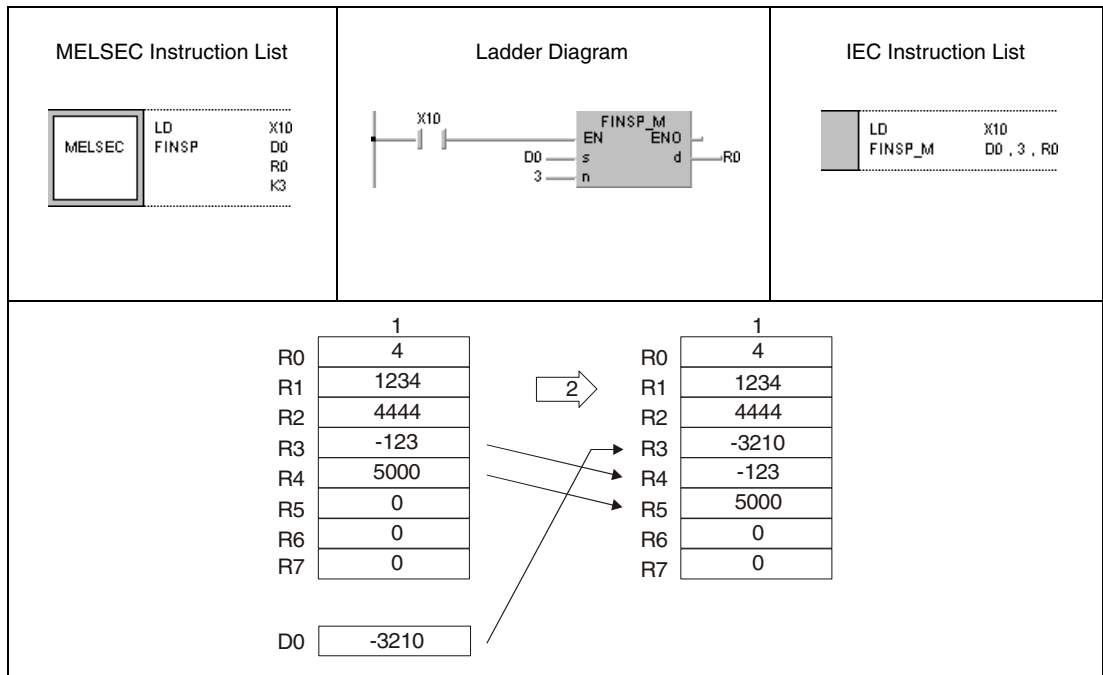 MELSEC Instruction List
MELSEC
LD X10
FINSP D0
R0
K3
Ladder Diagram
X10
FINSP_M
EN ENO
D0 s d R0
3 n
IEC Instruction List
LD X10
FINSP_M D0 , 3 , R0
1 1
R0 4 R0 4
R1 1234 2 R1 1234
R2 4444 R2 4444
R3 -123 R3 -3210
R4 5000 R4 -123
R5 0 R5 5000
R6 0 R6 0
R7 0 R7 0
D0 -3210